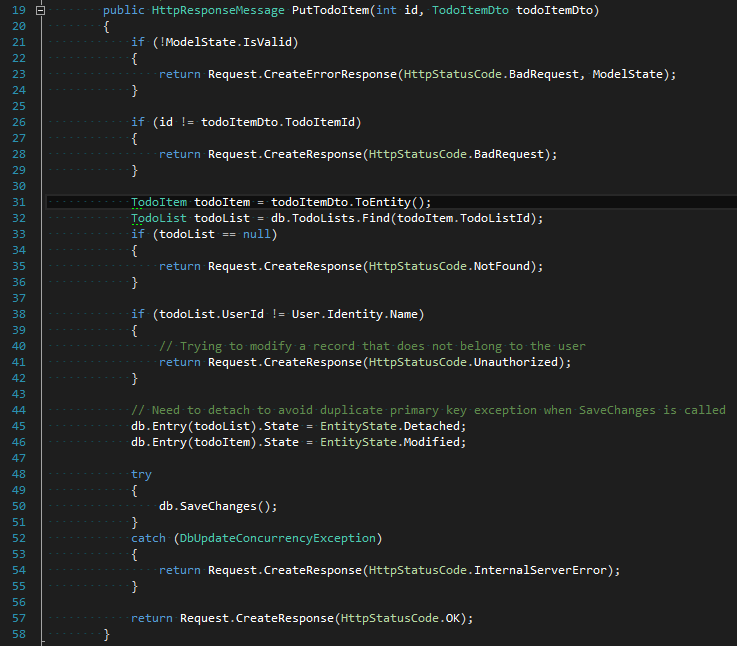 19 public HttpResponseMessage PutTodoItem(int id, TodoItemDto todoItemDto)
20 {
21 if (!ModelState.IsValid)
22 {
23 return Request.CreateErrorResponse(HttpStatusCode.BadRequest, ModelState);
24 }
25
26 if (id != todoItemDto.TodoItemId)
27 {
28 return Request.CreateResponse(HttpStatusCode.BadRequest);
29 }
30
31 TodoItem todoItem = todoItemDto.ToEntity();
32 TodoList todoList = db.TodoLists.Find(todoItem.TodoListId);
33 if (todoList == null)
34 {
35 return Request.CreateResponse(HttpStatusCode.NotFound);
36 }
37
38 if (todoList.UserId != User.Identity.Name)
39 {
40 // Trying to modify a record that does not belong to the user
41 return Request.CreateResponse(HttpStatusCode.Unauthorized);
42 }
43
44 // Need to detach to avoid duplicate primary key exception when SaveChanges is called
45 db.Entry(todoList).State = EntityState.Detached;
46 db.Entry(todoItem).State = EntityState.Modified;
47
48 try
49 {
50 db.SaveChanges();
51 }
52 catch (DbUpdateConcurrencyException)
53 {
54 return Request.CreateResponse(HttpStatusCode.InternalServerError);
55 }
56
57 return Request.CreateResponse(HttpStatusCode.OK);
58 }